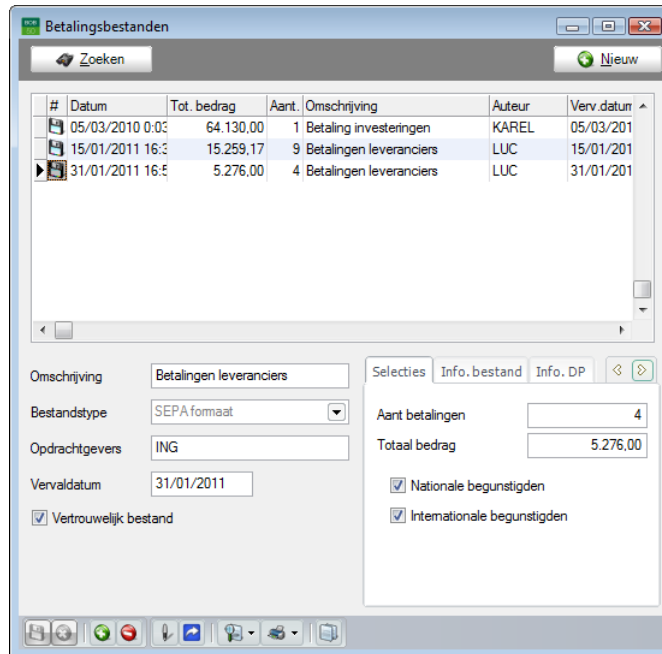 BOB
Betalingsbestanden
Zoeken
Nieuw
# Datum Tot. bedrag Aant. Omschrijving Auteur Verv.datum
05/03/2010 0:03 64.130,00 1 Betaling investeringen KAREL 05/03/201
15/01/2011 16:3 15.259,17 9 Betalingen leveranciers LUC 15/01/201
31/01/2011 16:5 5.276,00 4 Betalingen leveranciers LUC 31/01/201
Omschrijving Betalingen leveranciers
Bestandstype SEPA formaat
Opdrachtgevers ING
Vervaldatum 31/01/2011
Vertrouwelijk bestand
Selecties Info. bestand Info. DP
Aant betalingen 4
Totaal bedrag 5.276,00
Nationale begunstigden
Internationale begunstigden